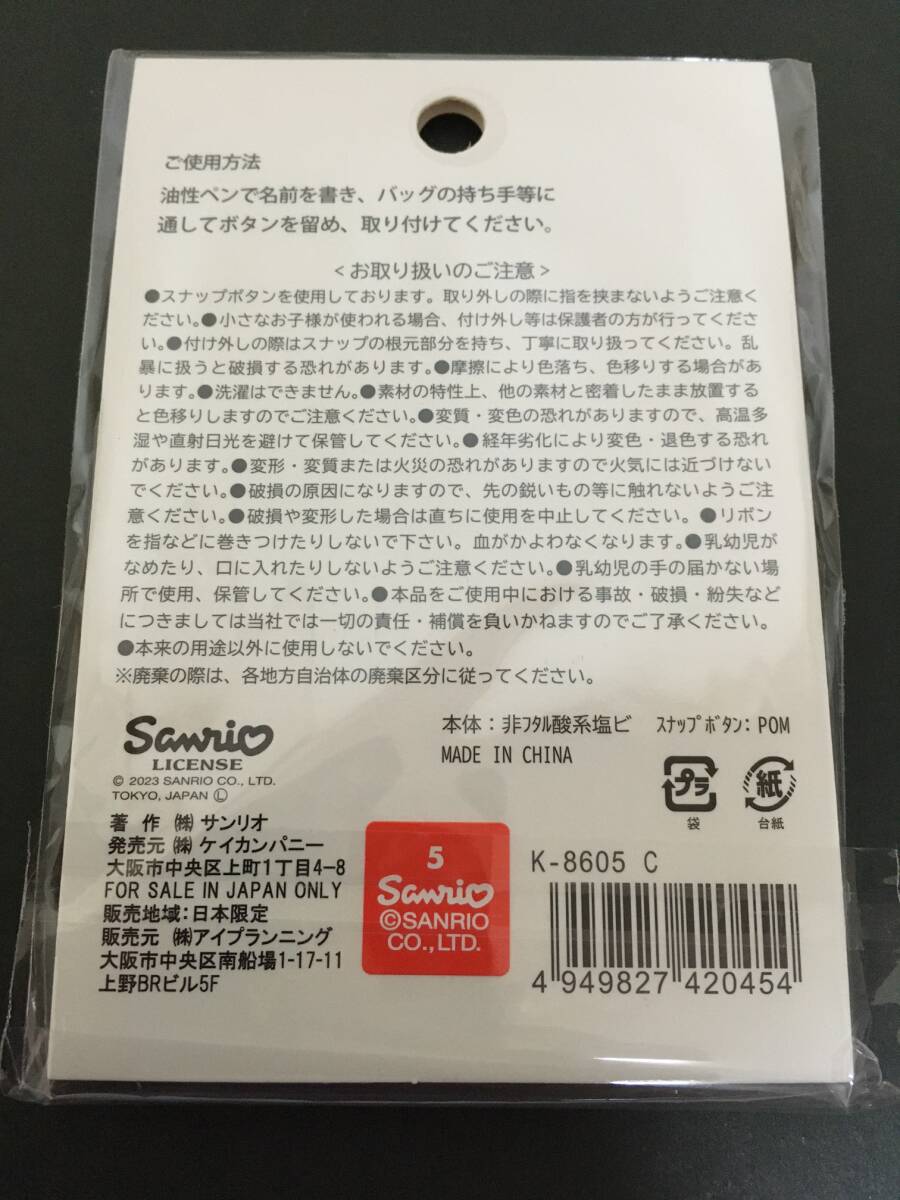 ご使用方法
油性ペンで名前を書き、バッグの持ち手等に
通してボタンを留め、取り付けてください。
<お取り扱いのご注意>
●スナップボタンを使用しております。取り外しの際に指を挟まないようご注意く
ださい。●小さなお子様が使われる場合、付け外し等は保護者の方が行ってくださ
い。●付け外しの際はスナップの根元部分を持ち、丁寧に取り扱ってください。乱
暴に扱うと破損する恐れがあります。●摩擦により色落ち、色移りする場合があ
ります。●洗濯はできません。●素材の特性上、他の素材と密着したまま放置する
と色移りしますのでご注意ください。●変質・変色の恐れがありますので、高温多
湿や直射日光を避けて保管してください。●経年劣化により変色・退色する恐れ
があります。●変形・変質または火災の恐れがありますので火気には近づけない
でください。●破損の原因になりますので、先の鋭いもの等に触れないようご注
意ください。●破損や変形した場合は直ちに使用を中止してください。●リボン
を指などに巻きつけたりしないで下さい。血がかよわなくなります。●乳幼児が
なめたり、口に入れたりしないようご注意ください。●乳幼児の手の届かない場
所で使用、保管してください。●本品をご使用中における事故・破損・紛失など
につきましては当社では一切の責任・補償を負いかねますのでご了承ください。
●本来の用途以外に使用しないでください。
※廃棄の際は、各地方自治体の廃棄区分に従ってください。
Sanrio
LICENSE
© 2023 SANRIO CO., LTD.
TOKYO, JAPAN Ⓛ
本体：非フタル酸系塩ビ スナップボタン：POM
MADE IN CHINA
プラ
袋
紙
台紙
著 作 ㈱ サンリオ
発売元 ㈱ ケイカンパニー
大阪市中央区上町1丁目4-8
FOR SALE IN JAPAN ONLY
販売地域：日本限定
販売元 ㈱アイプランニング
大阪市中央区南船場1-17-11
上野BRビル5F
5
Sanrio
©SANRIO
CO.,LTD.
K-8605 C
4 949827 420454